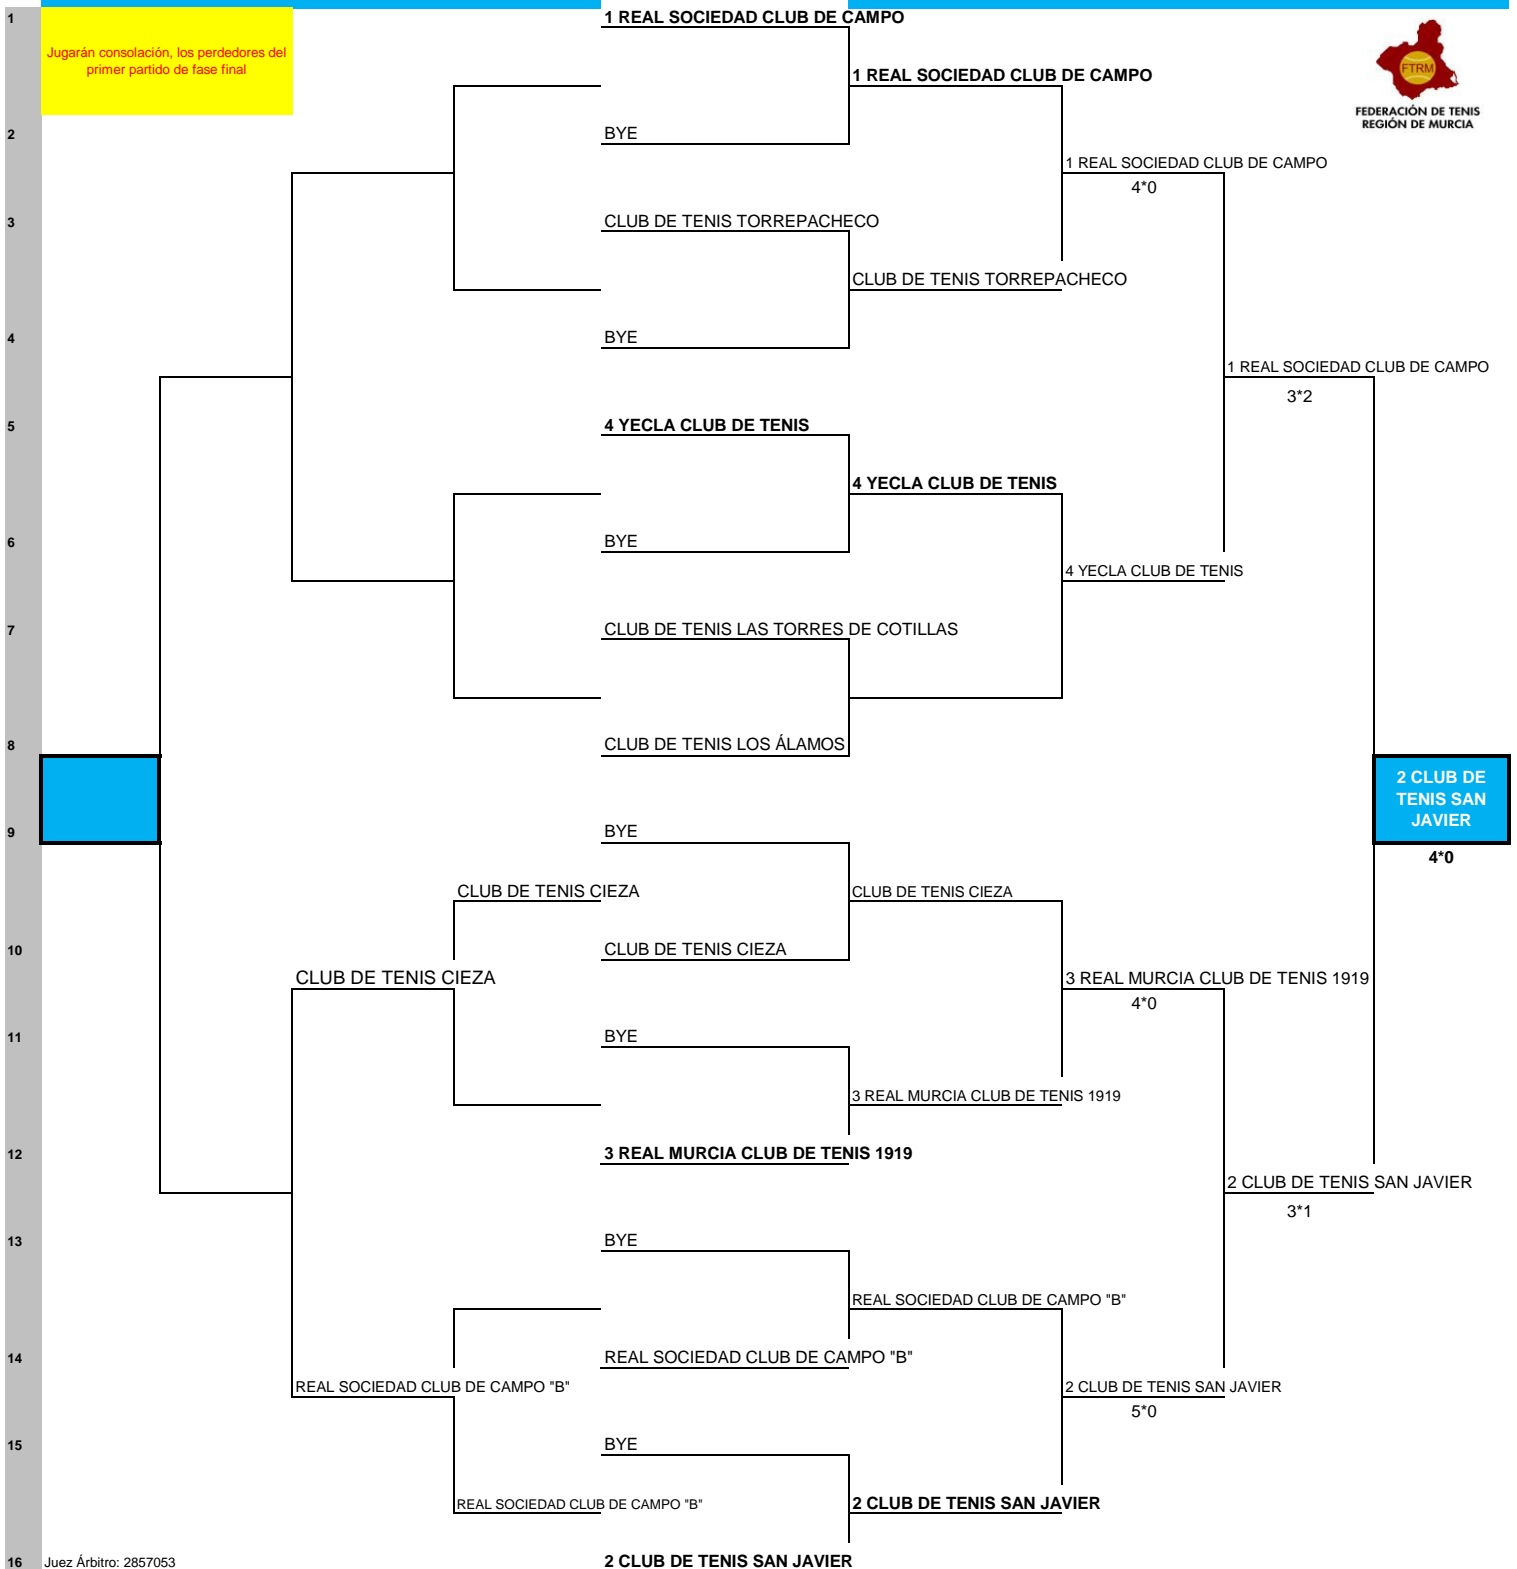 1
1 REAL SOCIEDAD CLUB DE CAMPO
Jugarán consolación, los perdedores del
primer partido de fase final
1 REAL SOCIEDAD CLUB DE CAMPO
FTRM
FEDERACIÓN DE TENIS
REGIÓN DE MURCIA
2
BYE
1 REAL SOCIEDAD CLUB DE CAMPO
4*0
3
CLUB DE TENIS TORREPACHECO
CLUB DE TENIS TORREPACHECO
4
BYE
1 REAL SOCIEDAD CLUB DE CAMPO
3*2
5
4 YECLA CLUB DE TENIS
4 YECLA CLUB DE TENIS
6
BYE
4 YECLA CLUB DE TENIS
7
CLUB DE TENIS LAS TORRES DE COTILLAS
8
CLUB DE TENIS LOS ÁLAMOS
2 CLUB DE
TENIS SAN
JAVIER
4*0
9
BYE
CLUB DE TENIS CIEZA
CLUB DE TENIS CIEZA
10
CLUB DE TENIS CIEZA
CLUB DE TENIS CIEZA
3 REAL MURCIA CLUB DE TENIS 1919
4*0
11
BYE
3 REAL MURCIA CLUB DE TENIS 1919
12
3 REAL MURCIA CLUB DE TENIS 1919
2 CLUB DE TENIS SAN JAVIER
3*1
13
BYE
REAL SOCIEDAD CLUB DE CAMPO "B"
14
REAL SOCIEDAD CLUB DE CAMPO "B"
REAL SOCIEDAD CLUB DE CAMPO "B"
2 CLUB DE TENIS SAN JAVIER
5*0
15
BYE
REAL SOCIEDAD CLUB DE CAMPO "B"
2 CLUB DE TENIS SAN JAVIER
16
Juez Árbitro: 2857053
2 CLUB DE TENIS SAN JAVIER